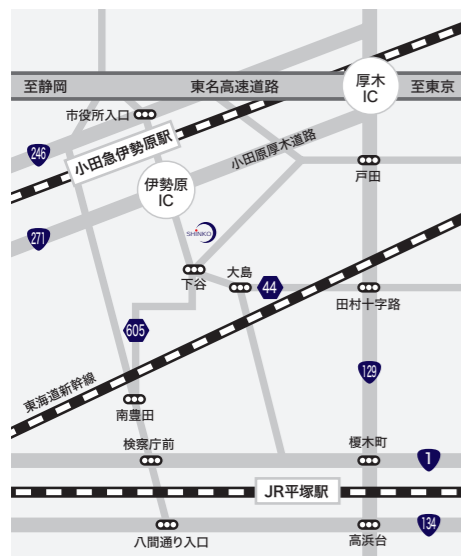 至静岡
東名高速道路
厚木
IC
至東京
市役所入口
246
小田急伊勢原駅
小田原厚木道路
戸田
伊勢原
IC
271
SHINKO
下谷
大島
44
田村十字路
605
東海道新幹線
129
南豊田
検察庁前
榎木町
1
JR平塚駅
134
八間通り入口
高浜台